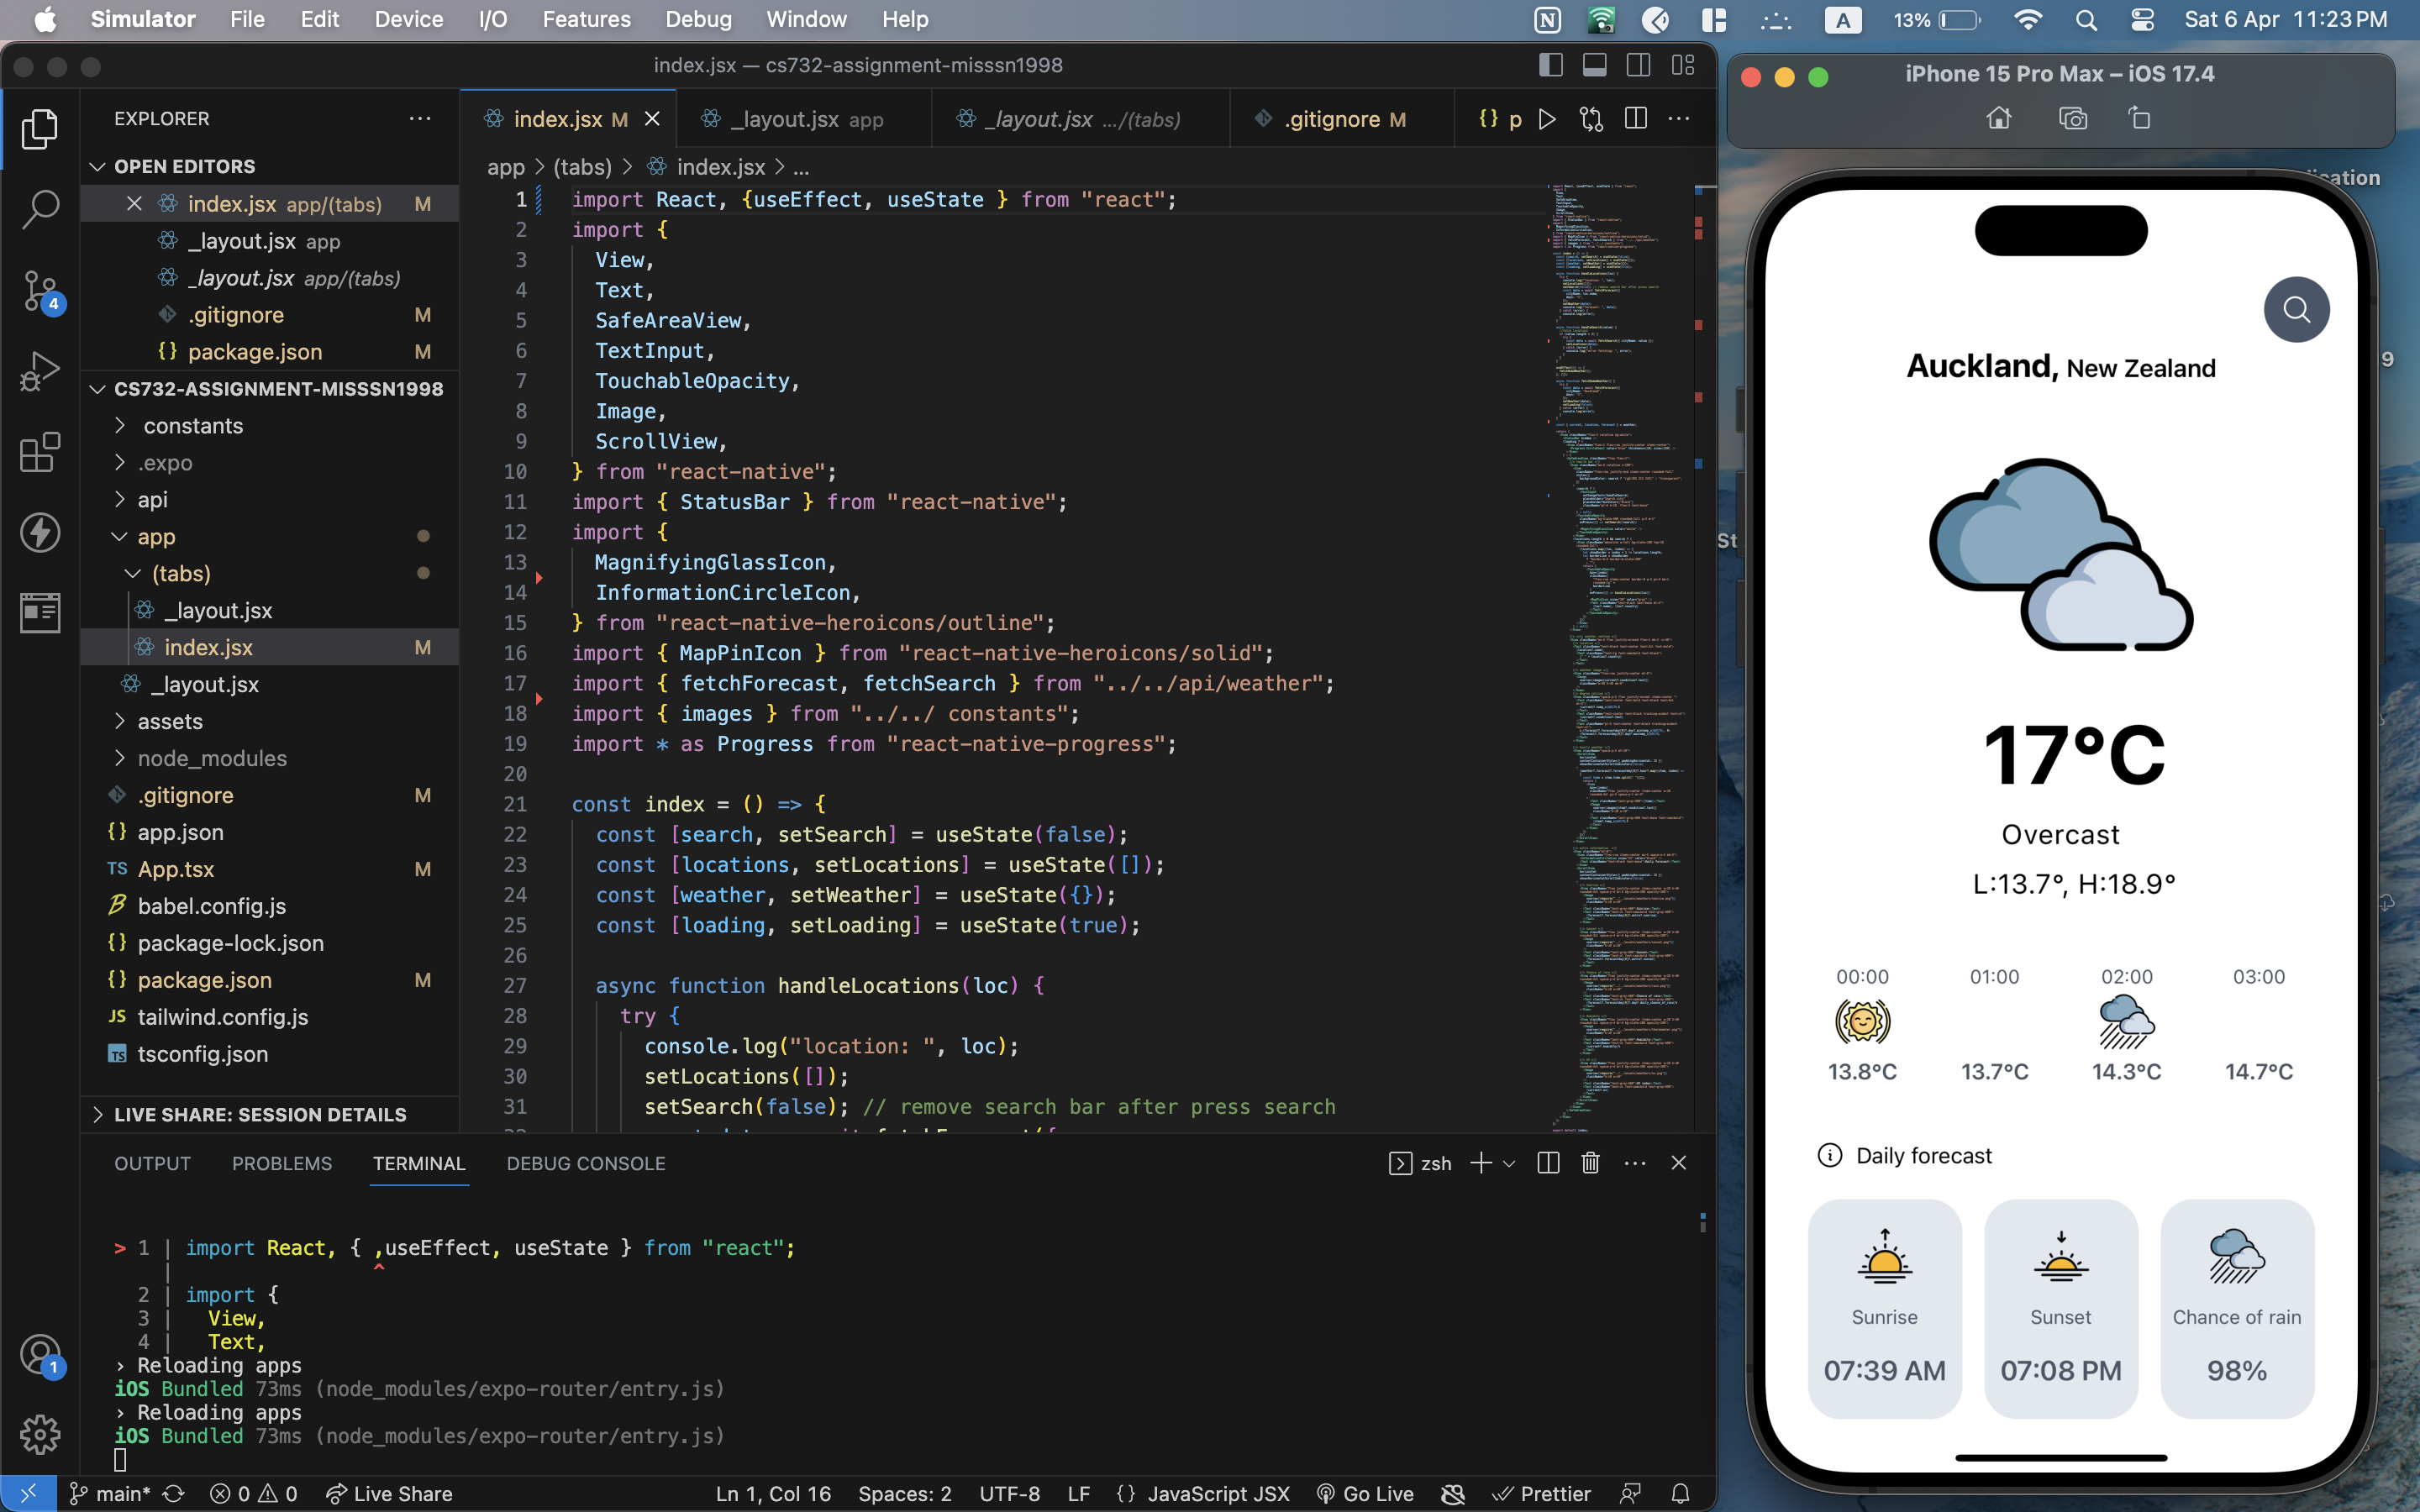 Simulator File Edit Device I/O Features Debug Window Help
N A 13% Sat 6 Apr 11:23 PM
index.jsx — cs732-assignment-misssn1998
EXPLORER
OPEN EDITORS
index.jsx app/(tabs) M
_layout.jsx app
_layout.jsx app/(tabs)
.gitignore M
{} package.json M
CS732-ASSIGNMENT-MISSSN1998
constants
.expo
api
app
(tabs)
_layout.jsx
index.jsx M
_layout.jsx
assets
node_modules
.gitignore M
{} app.json
TS App.tsx M
babel.config.js
{} package-lock.json
{} package.json M
JS tailwind.config.js
TS tsconfig.json
LIVE SHARE: SESSION DETAILS
4
1
index.jsx M _layout.jsx app _layout.jsx .../(tabs) .gitignore M {} p
app > (tabs) > index.jsx > ...
1 import React, {useEffect, useState } from "react";
2 import {
3 View,
4 Text,
5 SafeAreaView,
6 TextInput,
7 TouchableOpacity,
8 Image,
9 ScrollView,
10 } from "react-native";
11 import { StatusBar } from "react-native";
12 import {
13 MagnifyingGlassIcon,
14 InformationCircleIcon,
15 } from "react-native-heroicons/outline";
16 import { MapPinIcon } from "react-native-heroicons/solid";
17 import { fetchForecast, fetchSearch } from "../../api/weather";
18 import { images } from "../../ constants";
19 import * as Progress from "react-native-progress";
20
21 const index = () => {
22 const [search, setSearch] = useState(false);
23 const [locations, setLocations] = useState([]);
24 const [weather, setWeather] = useState({});
25 const [loading, setLoading] = useState(true);
26
27 async function handleLocations(loc) {
28 try {
29 console.log("location: ", loc);
30 setLocations([]);
31 setSearch(false); // remove search bar after press search
OUTPUT PROBLEMS TERMINAL DEBUG CONSOLE
zsh
> 1 | import React, { ,useEffect, useState } from "react";
| ^
2 | import {
3 | View,
4 | Text,
› Reloading apps
iOS Bundled 73ms (node_modules/expo-router/entry.js)
› Reloading apps
iOS Bundled 73ms (node_modules/expo-router/entry.js)
main* 0 0 Live Share
Ln 1, Col 16 Spaces: 2 UTF-8 LF {} JavaScript JSX Go Live Prettier
iPhone 15 Pro Max – iOS 17.4
Auckland, New Zealand
17°C
Overcast
L:13.7°, H:18.9°
00:00 01:00 02:00 03:00
13.8°C 13.7°C 14.3°C 14.7°C
Daily forecast
Sunrise Sunset Chance of rain
07:39 AM 07:08 PM 98%